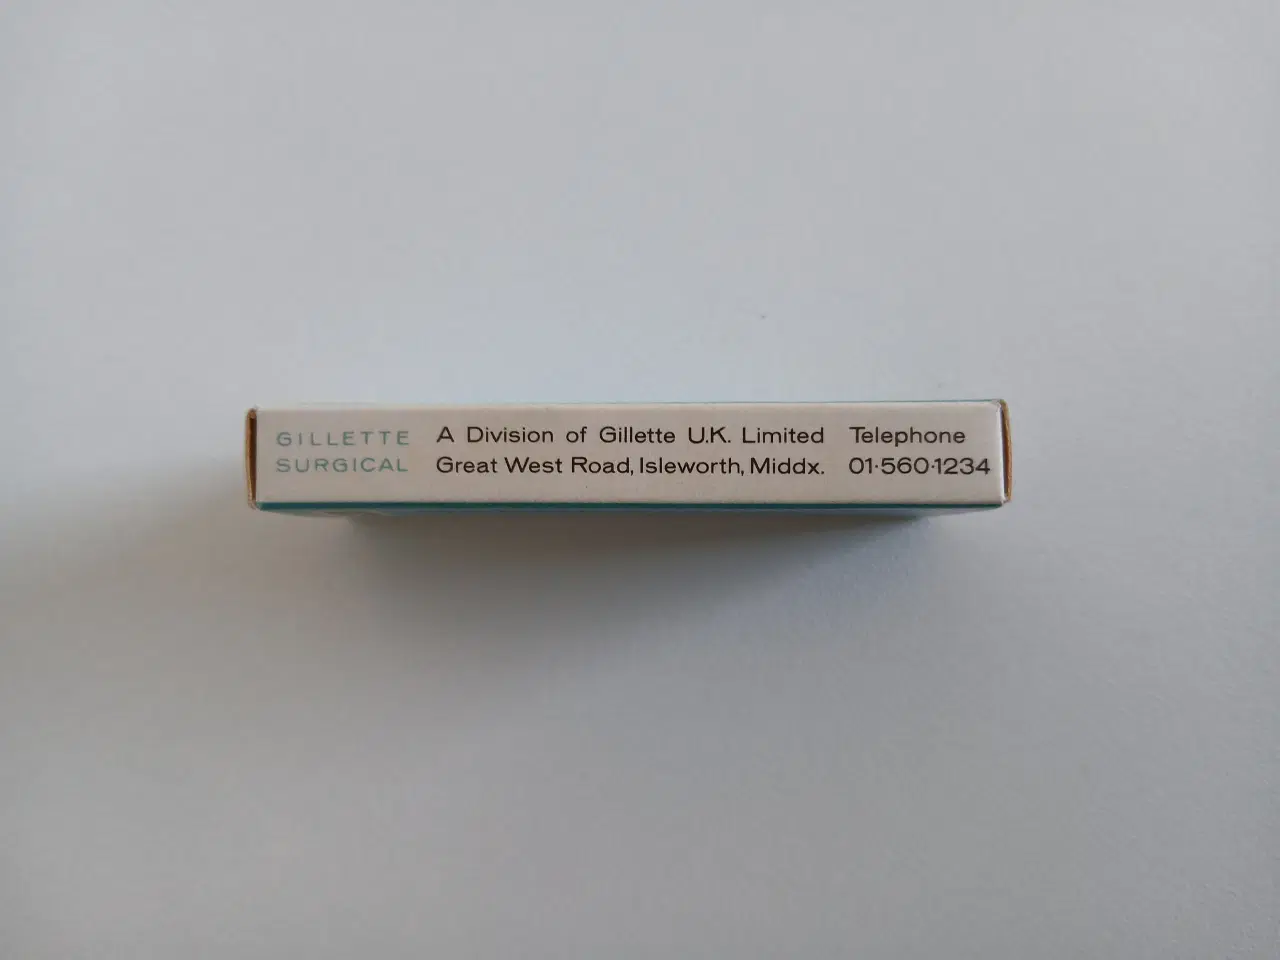 GILLETTE A Division of Gillette U.K. Limited Telephone
SURGICAL Great West Road, Isleworth, Middx. 01·560·1234